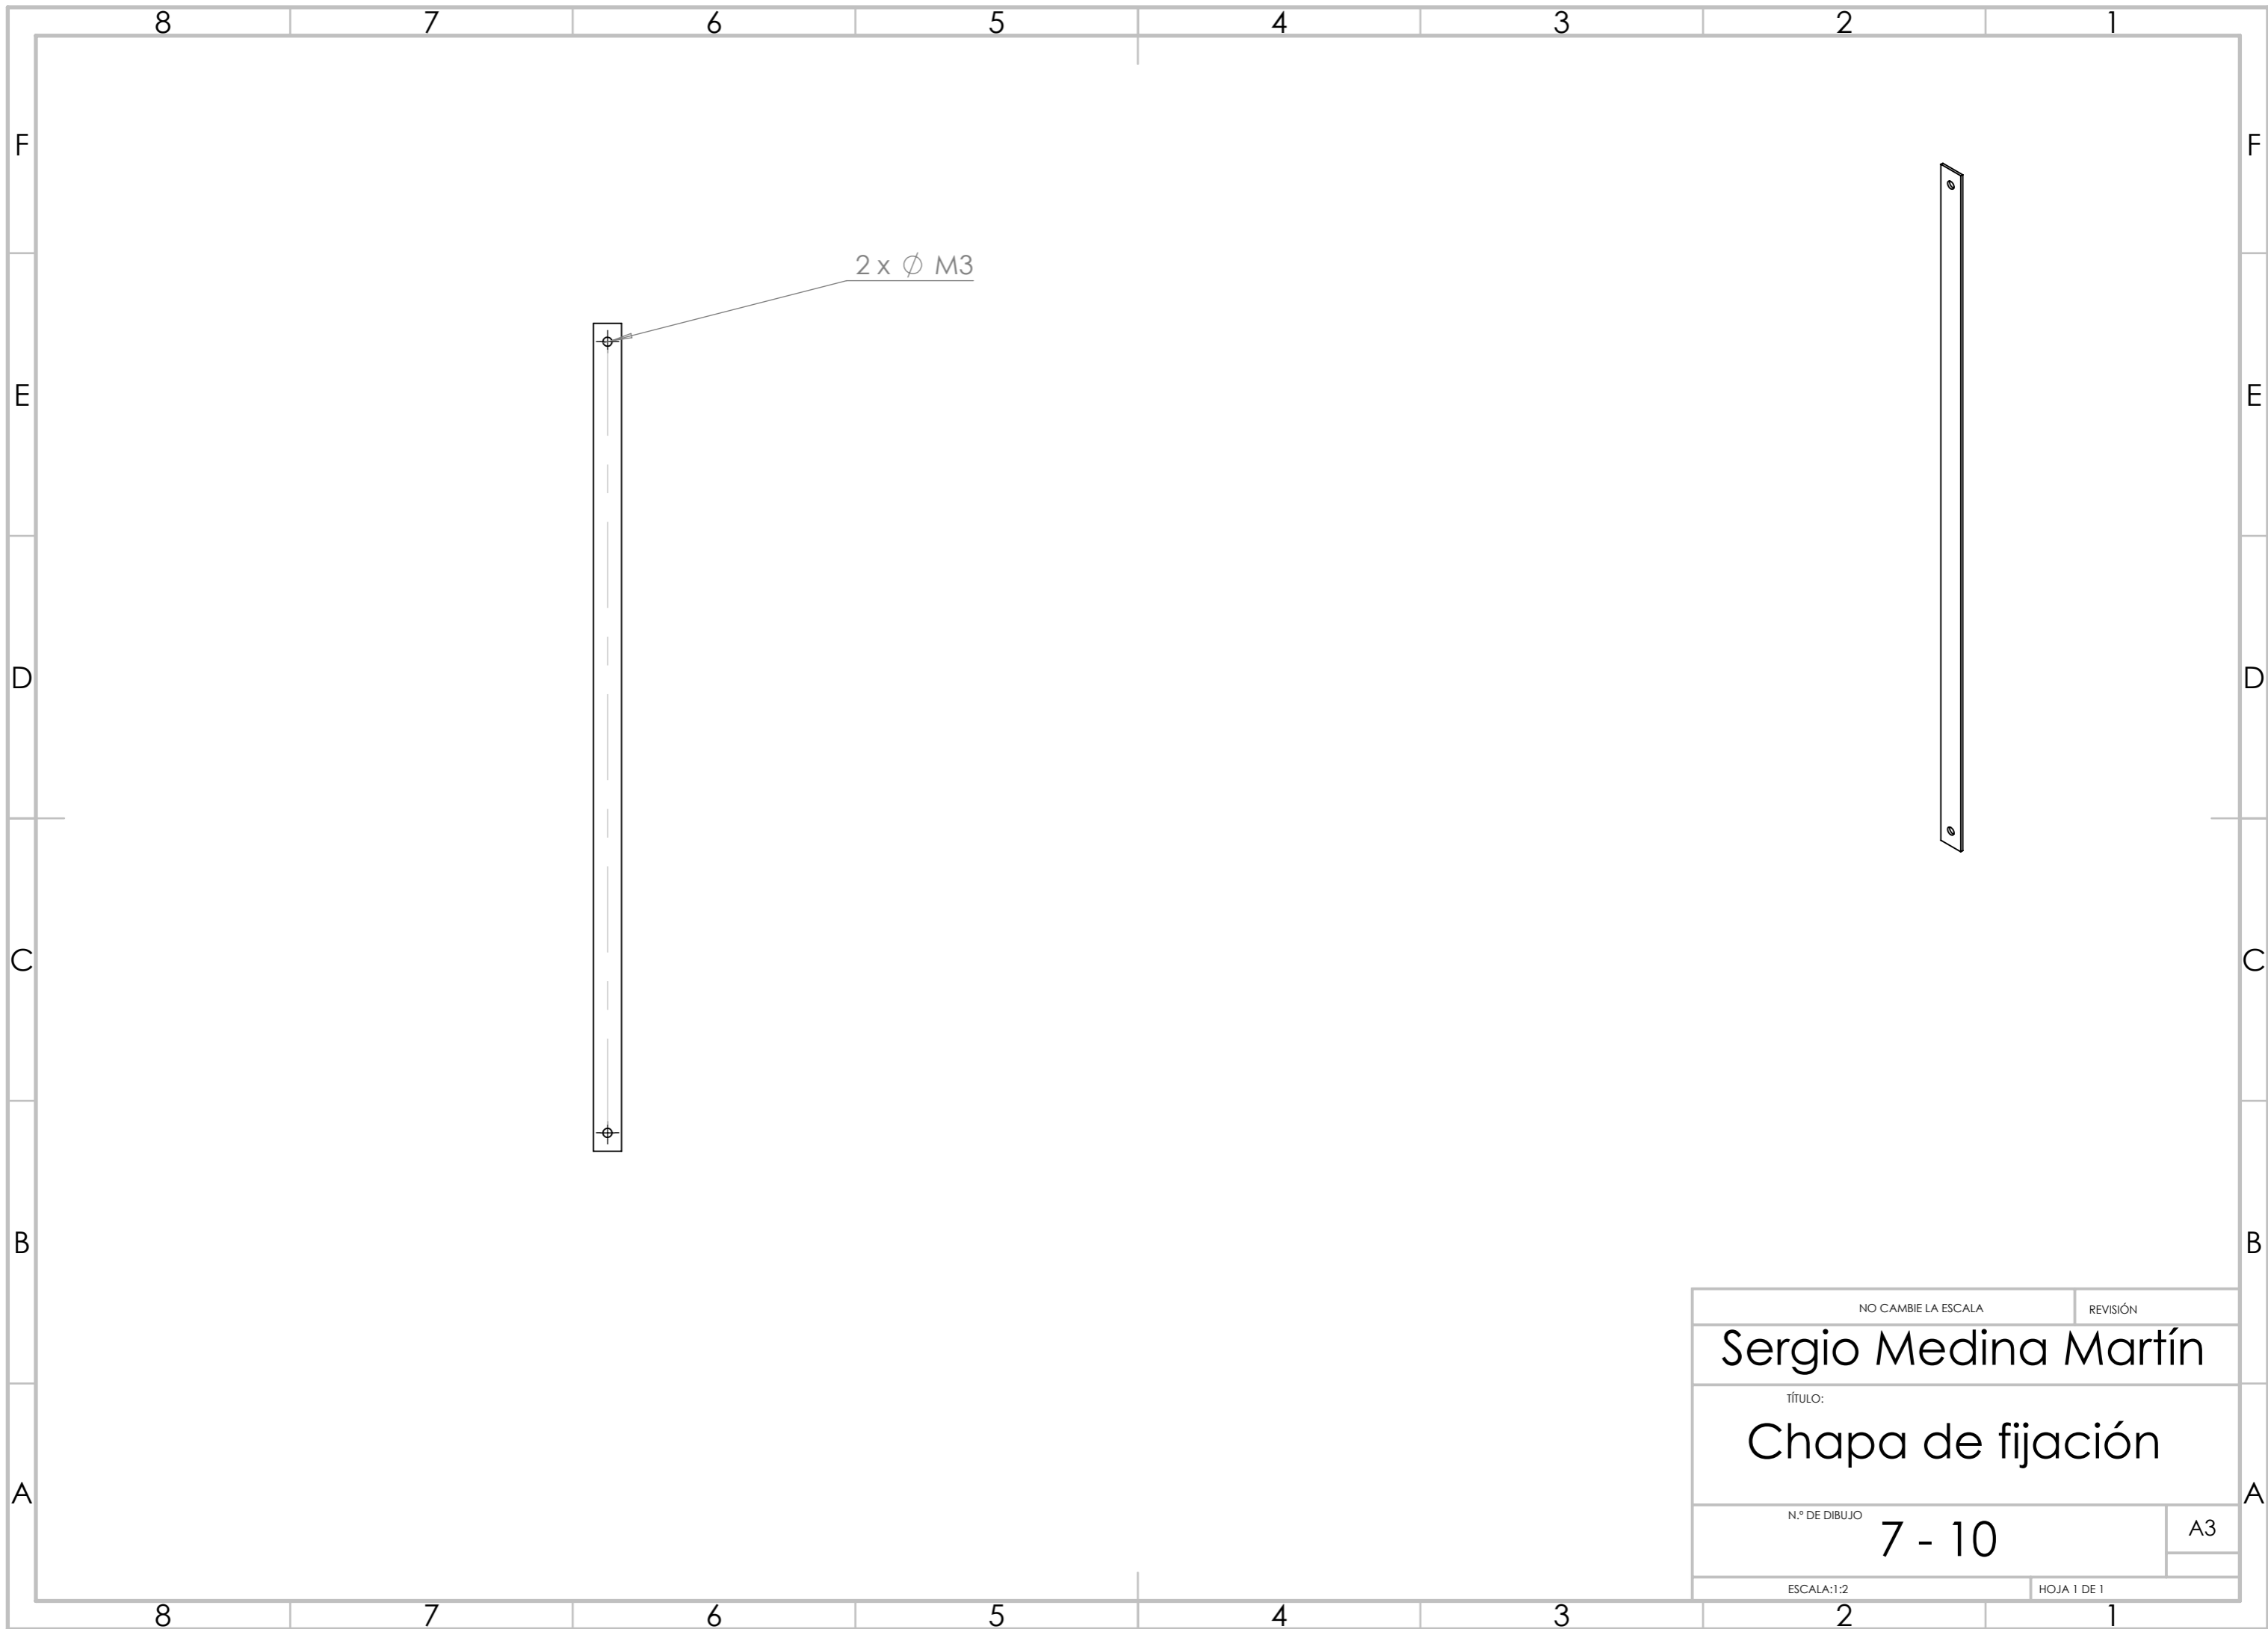 8 7 6 5 4 3 2 1
F F
2 x ∅ M3
E E
D D
C C
B B
NO CAMBIE LA ESCALA REVISIÓN
Sergio Medina Martín
TÍTULO:
Chapa de fijación
A A
N.º DE DIBUJO
7 - 10 A3
ESCALA:1:2 HOJA 1 DE 1
8 7 6 5 4 3 2 1